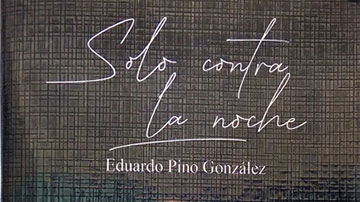 Solo contra
la noche
Eduardo Pino González